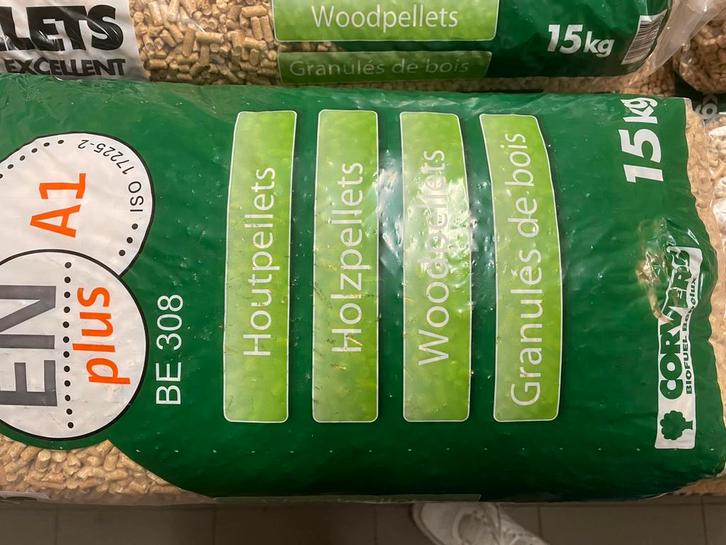 LETS
EXCELLENT
Woodpellets
Granulés de bois
15kg
A1
ISO 17225-2
EN
plus
BE 308
Houtpellets
Holzpellets
Woodpellets
Granulés de bois
15kg
BIOFUEL